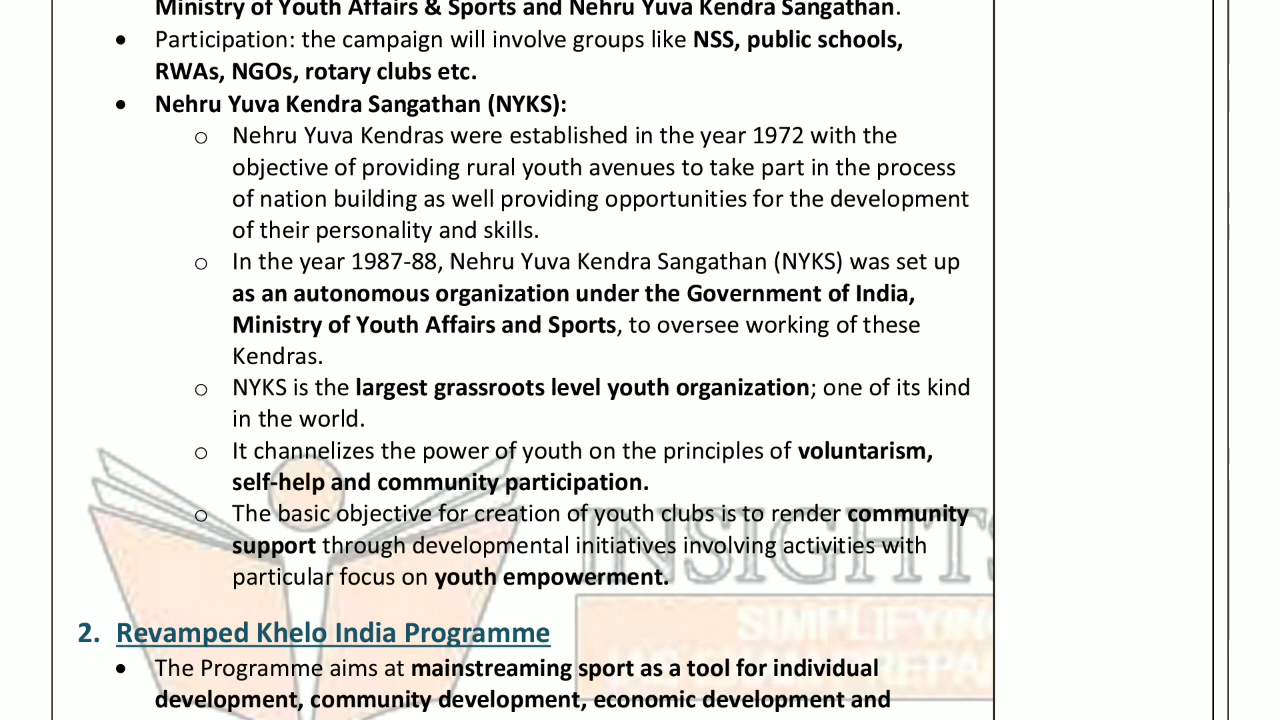 Ministry of Youth Affairs & Sports and Nehru Yuva Kendra Sangathan.
• Participation: the campaign will involve groups like NSS, public schools,
RWAs, NGOs, rotary clubs etc.
• Nehru Yuva Kendra Sangathan (NYKS):
o Nehru Yuva Kendras were established in the year 1972 with the
objective of providing rural youth avenues to take part in the process
of nation building as well providing opportunities for the development
of their personality and skills.
o In the year 1987-88, Nehru Yuva Kendra Sangathan (NYKS) was set up
as an autonomous organization under the Government of India,
Ministry of Youth Affairs and Sports, to oversee working of these
Kendras.
o NYKS is the largest grassroots level youth organization; one of its kind
in the world.
o It channelizes the power of youth on the principles of voluntarism,
self-help and community participation.
o The basic objective for creation of youth clubs is to render community
support through developmental initiatives involving activities with
particular focus on youth empowerment.
INSIGHTS
SIMPLIFYIN
2. Revamped Khelo India Programme
• The Programme aims at mainstreaming sport as a tool for individual
development, community development, economic development and